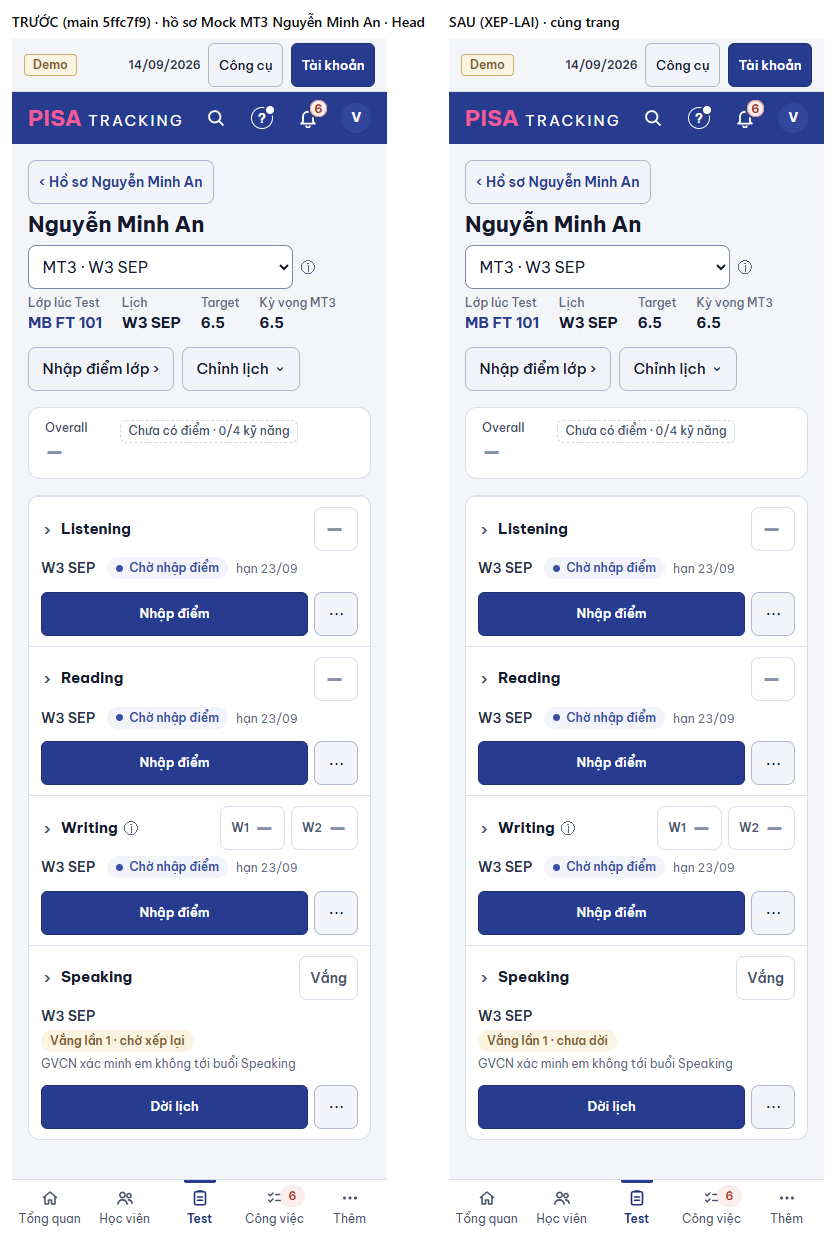 TRƯỚC (main 5ffc7f9) · hồ sơ Mock MT3 Nguyễn Minh An · Head
Demo 14/09/2026 Công cụ Tài khoản
PISA TRACKING ? 6 V
‹ Hồ sơ Nguyễn Minh An
Nguyễn Minh An
MT3 · W3 SEP
Lớp lúc Test Lịch Target Kỳ vọng MT3
MB FT 101 W3 SEP 6.5 6.5
Nhập điểm lớp › Chỉnh lịch
Overall Chưa có điểm · 0/4 kỹ năng
—
› Listening —
W3 SEP Chờ nhập điểm hạn 23/09
Nhập điểm ···
› Reading —
W3 SEP Chờ nhập điểm hạn 23/09
Nhập điểm ···
› Writing ⓘ W1 — W2 —
W3 SEP Chờ nhập điểm hạn 23/09
Nhập điểm ···
› Speaking Vắng
W3 SEP
Vắng lần 1 · chờ xếp lại
GVCN xác minh em không tới buổi Speaking
Dời lịch ···
Tổng quan Học viên Test 6 Công việc Thêm
SAU (XEP-LAI) · cùng trang
Demo 14/09/2026 Công cụ Tài khoản
PISA TRACKING ? 6 V
‹ Hồ sơ Nguyễn Minh An
Nguyễn Minh An
MT3 · W3 SEP
Lớp lúc Test Lịch Target Kỳ vọng MT3
MB FT 101 W3 SEP 6.5 6.5
Nhập điểm lớp › Chỉnh lịch
Overall Chưa có điểm · 0/4 kỹ năng
—
› Listening —
W3 SEP Chờ nhập điểm hạn 23/09
Nhập điểm ···
› Reading —
W3 SEP Chờ nhập điểm hạn 23/09
Nhập điểm ···
› Writing ⓘ W1 — W2 —
W3 SEP Chờ nhập điểm hạn 23/09
Nhập điểm ···
› Speaking Vắng
W3 SEP
Vắng lần 1 · chưa dời
GVCN xác minh em không tới buổi Speaking
Dời lịch ···
Tổng quan Học viên Test 6 Công việc Thêm